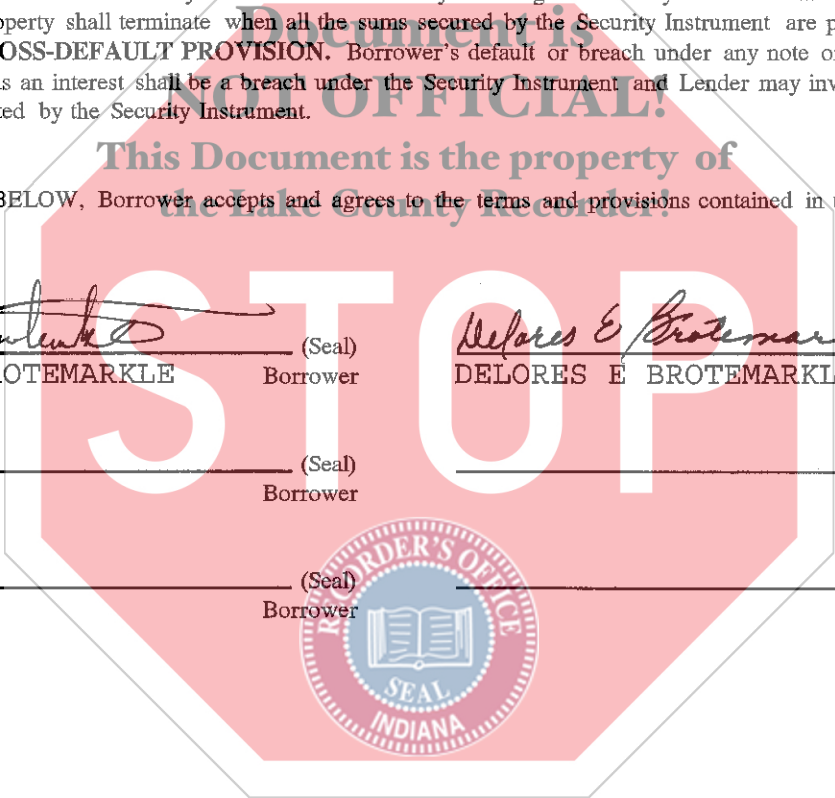 operty shall terminate when all the sums secured by the Security Instrument are p
Document is
OSS-DEFAULT PROVISION. Borrower's default or breach under any note o
s an interest shall be a breach under the Security Instrument and Lender may inv
NOT OFFICIAL!
ted by the Security Instrument.
This Document is the property of
BELOW, Borrower accepts and agrees to the terms and provisions contained in
the Lake County Recorder!
STOP
(Seal)
Delores E Brotemar
OTEMARKLE Borrower DELORES E BROTEMARKL
(Seal)
Borrower
(Seal)
Borrower
RECORDER'S OFFICE
SEAL
INDIANA